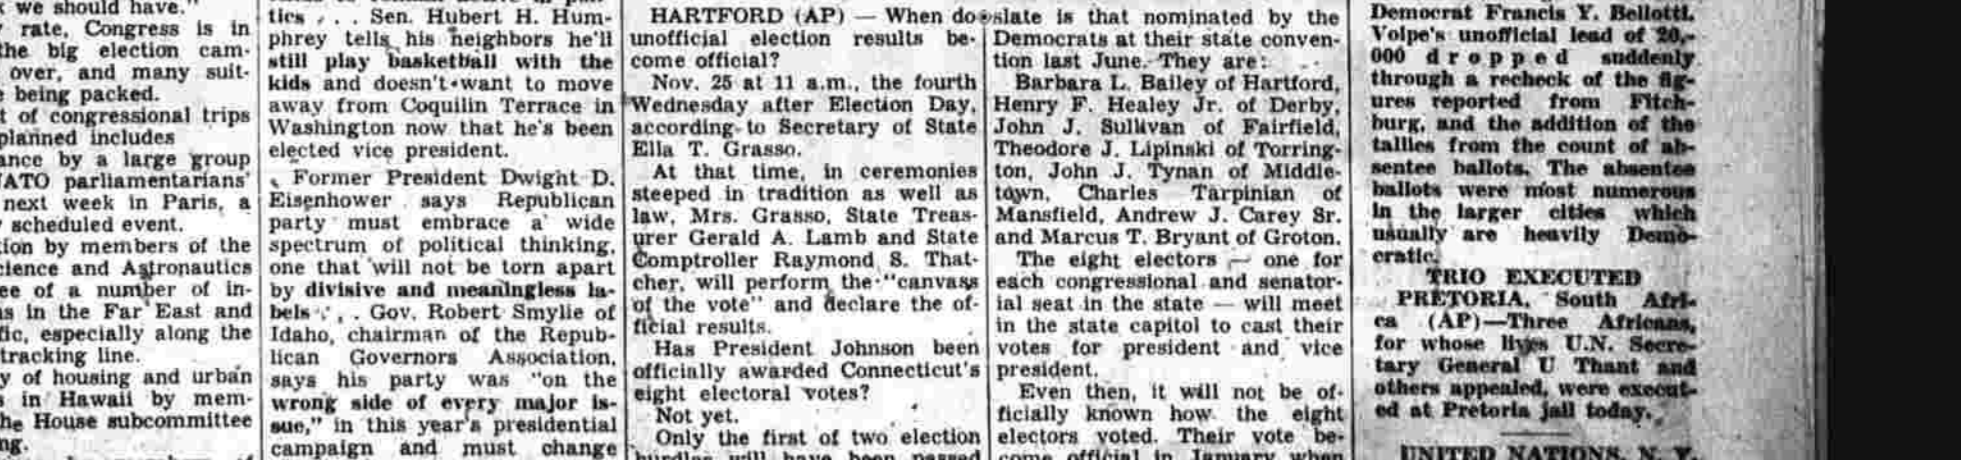 we should have."
rate, Congress is in
the big election cam-
over, and many suit-
being packed.
t of congressional trips
planned includes
ance by a large group
ATO parliamentarians'
next week in Paris, a
scheduled event.
tion by members of the
cience and Astronautics
ee of a number of in-
s in the Far East and
fic, especially along the
tracking line.
y of housing and urban
s in Hawaii by mem-
he House subcommittee
ng.
tics . . . Sen. Hubert H. Hum-
phrey tells his neighbors he'll
still play basketball with the
kids and doesn't want to move
away from Coquilin Terrace in
Washington now that he's been
elected vice president.
Former President Dwight D.
Eisenhower says Republican
party must embrace a wide
spectrum of political thinking,
one that will not be torn apart
by divisive and meaningless la-
bels . . . Gov. Robert Smylie of
Idaho, chairman of the Repub-
lican Governors Association,
says his party was "on the
wrong side of every major is-
sue," in this year's presidential
campaign and must change
HARTFORD (AP) — When do
unofficial election results be-
come official?
Nov. 25 at 11 a.m., the fourth
Wednesday after Election Day,
according to Secretary of State
Ella T. Grasso.
At that time, in ceremonies
steeped in tradition as well as
law, Mrs. Grasso, State Treas-
urer Gerald A. Lamb and State
Comptroller Raymond S. That-
cher, will perform the "canvass
of the vote" and declare the of-
ficial results.
Has President Johnson been
officially awarded Connecticut's
eight electoral votes?
Not yet.
Only the first of two election
hurdles will have been passed
slate is that nominated by the
Democrats at their state conven-
tion last June. They are:
Barbara L. Bailey of Hartford,
Henry F. Healey Jr. of Derby,
John J. Sullivan of Fairfield,
Theodore J. Lipinski of Torring-
ton, John J. Tynan of Middle-
town, Charles Tarpinian of
Mansfield, Andrew J. Carey Sr.
and Marcus T. Bryant of Groton.
The eight electors — one for
each congressional and senator-
ial seat in the state — will meet
in the state capitol to cast their
votes for president and vice
president.
Even then, it will not be of-
ficially known how the eight
electors voted. Their vote be-
come official in January when
Democrat Francis Y. Bellotti.
Volpe's unofficial lead of 20,-
000 dropped suddenly
through a recheck of the fig-
ures reported from Fitch-
burg, and the addition of the
tallies from the count of ab-
sentee ballots. The absentee
ballots were most numerous
in the larger cities which
usually are heavily Demo-
cratic.
TRIO EXECUTED
PRETORIA, South Afri-
ca (AP)—Three Africans,
for whose lives U.N. Secre-
tary General U Thant and
others appealed, were execut-
ed at Pretoria jail today.
UNITED NATIONS, N. Y.